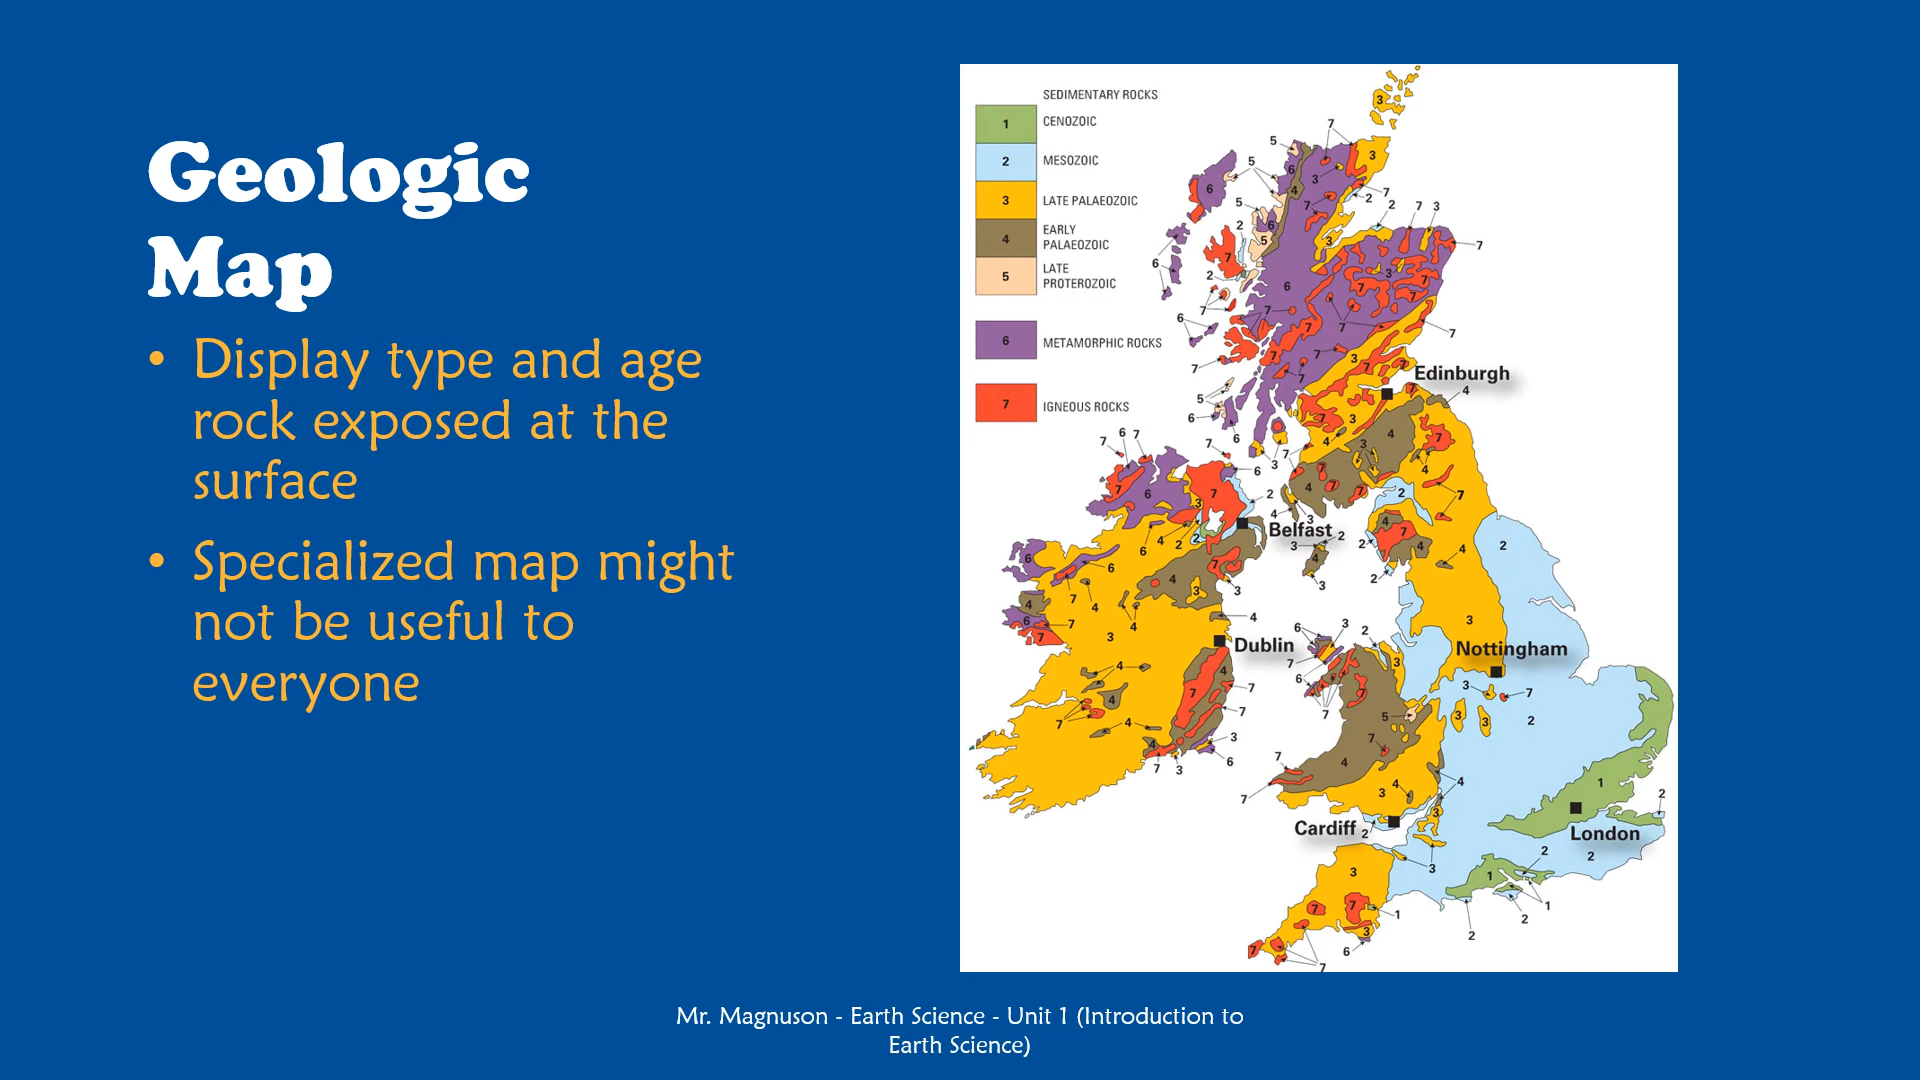 Geologic
Map
• Display type and age
rock exposed at the
surface
• Specialized map might
not be useful to
everyone
SEDIMENTARY ROCKS
1 CENOZOIC
2 MESOZOIC
3 LATE PALAEOZOIC
4 EARLY
PALAEOZOIC
5 LATE
PROTEROZOIC
6 METAMORPHIC ROCKS
7 IGNEOUS ROCKS
Edinburgh
Belfast
Dublin
Nottingham
Cardiff
London
Mr. Magnuson - Earth Science - Unit 1 (Introduction to
Earth Science)